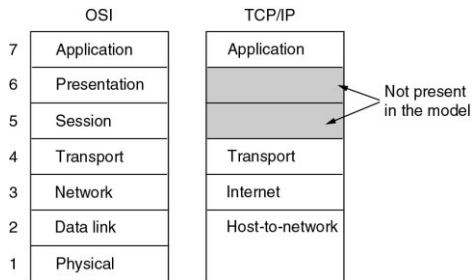 OSI TCP/IP
7 Application Application
6 Presentation
Not present
in the model
5 Session
4 Transport Transport
3 Network Internet
2 Data link Host-to-network
1 Physical